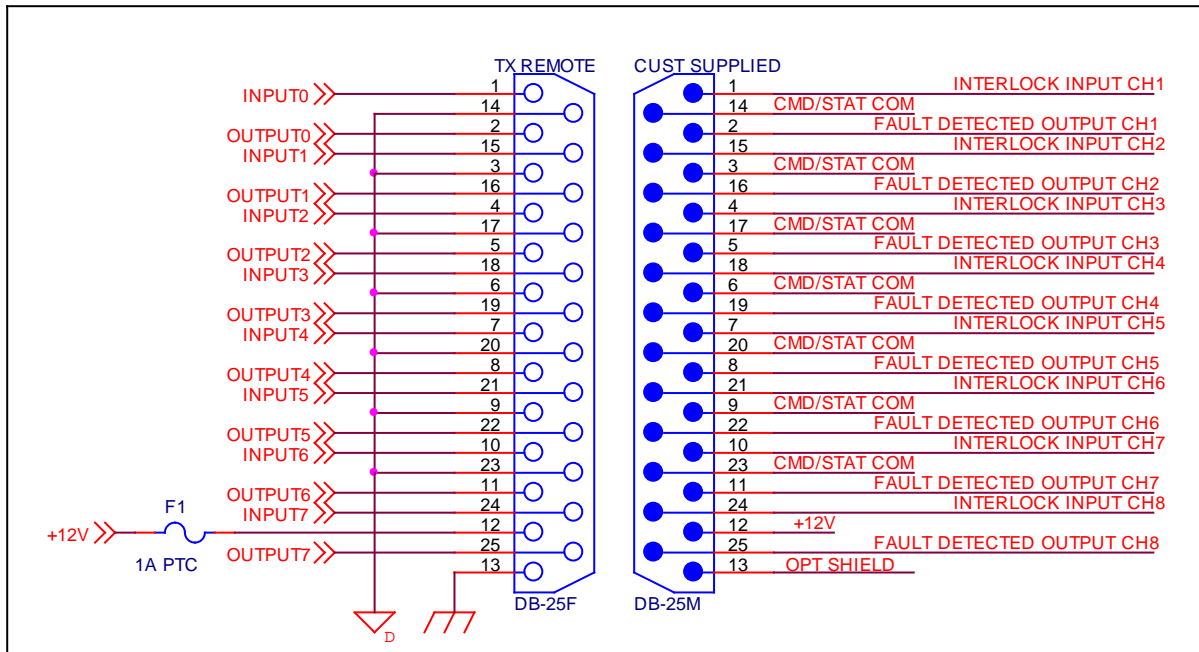 TX REMOTE CUST SUPPLIED
INPUT0 1 1 INTERLOCK INPUT CH1
14 14 CMD/STAT COM
OUTPUT0 2 2 FAULT DETECTED OUTPUT CH1
INPUT1 15 15 INTERLOCK INPUT CH2
3 3 CMD/STAT COM
OUTPUT1 16 16 FAULT DETECTED OUTPUT CH2
INPUT2 4 4 INTERLOCK INPUT CH3
17 17 CMD/STAT COM
OUTPUT2 5 5 FAULT DETECTED OUTPUT CH3
INPUT3 18 18 INTERLOCK INPUT CH4
6 6 CMD/STAT COM
OUTPUT3 19 19 FAULT DETECTED OUTPUT CH4
INPUT4 7 7 INTERLOCK INPUT CH5
20 20 CMD/STAT COM
OUTPUT4 8 8 FAULT DETECTED OUTPUT CH5
INPUT5 21 21 INTERLOCK INPUT CH6
9 9 CMD/STAT COM
OUTPUT5 22 22 FAULT DETECTED OUTPUT CH6
INPUT6 10 10 INTERLOCK INPUT CH7
23 23 CMD/STAT COM
OUTPUT6 11 11 FAULT DETECTED OUTPUT CH7
F1 INPUT7 24 24 INTERLOCK INPUT CH8
+12V 12 12 +12V
1A PTC OUTPUT7 25 25 FAULT DETECTED OUTPUT CH8
13 13 OPT SHIELD
DB-25F DB-25M
D